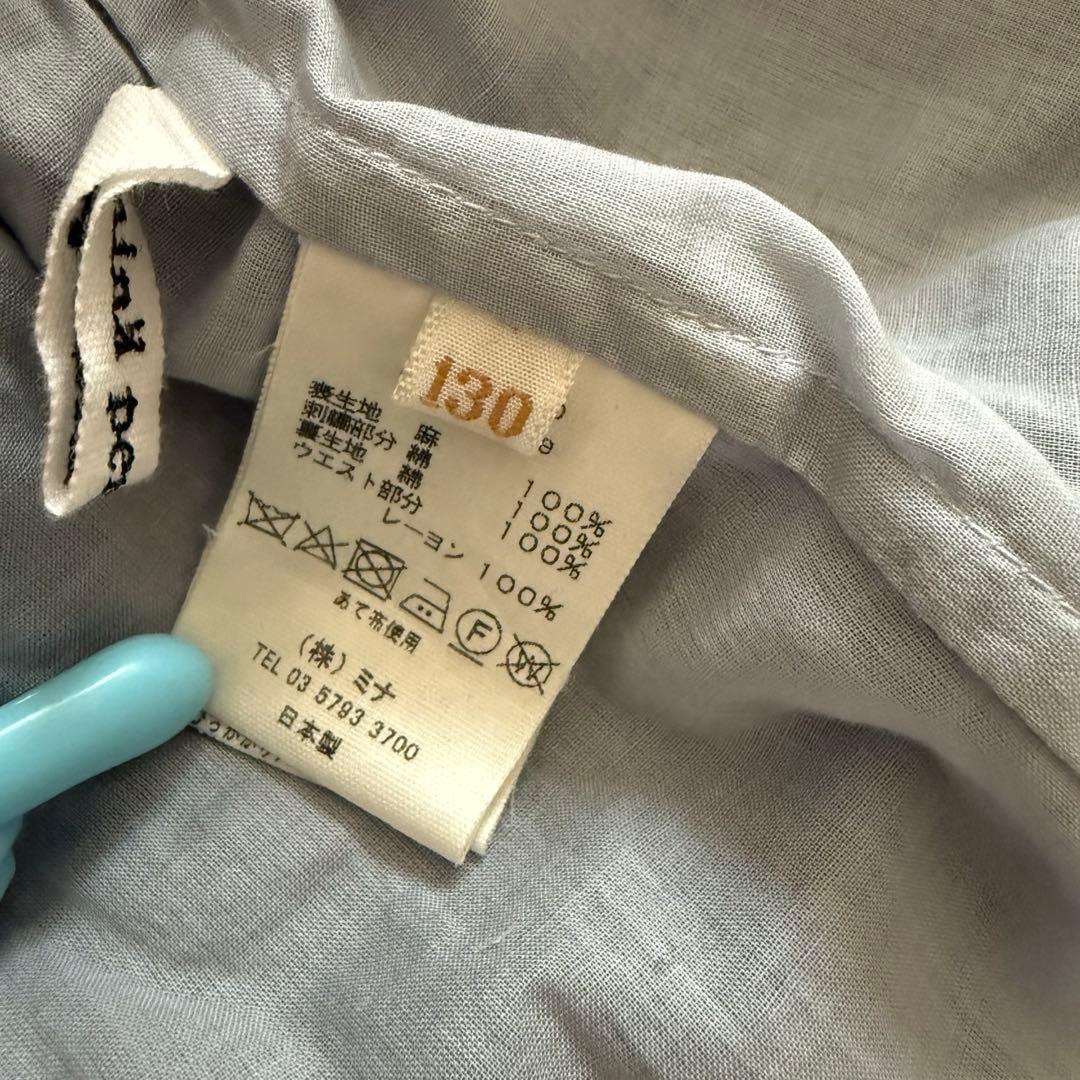 130
表生地 麻 100%
刺繍部分 綿 100%
裏生地 綿 100%
ウエスト部分
レーヨン 100%
F
W
あて布使用
(株)ミナ
TEL 03 5793 3700
日本製